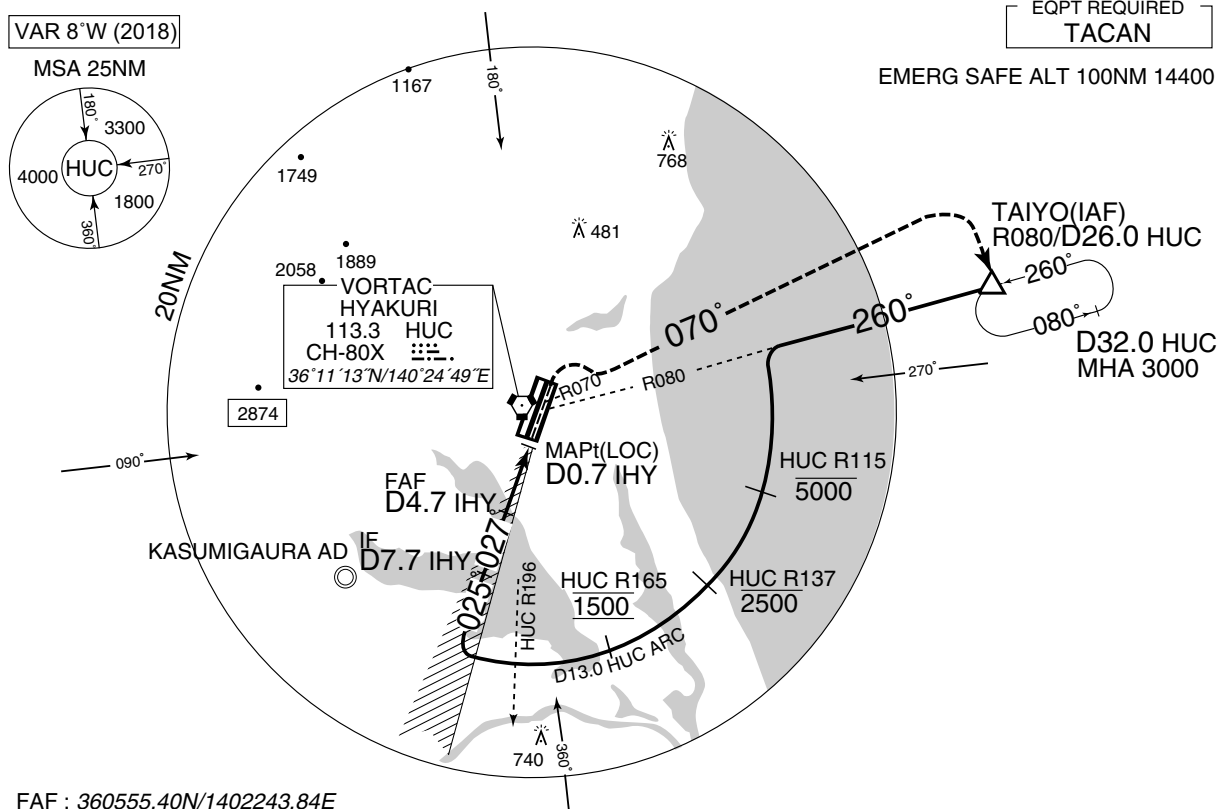 EQPT REQUIRED
TACAN
VAR 8°W (2018)
MSA 25NM
EMERG SAFE ALT 100NM 14400
180°
3300
HUC
4000
270°
1800
360°
180°
1167
1749
768
481
1889
2058
20NM
VORTAC
HYAKURI
113.3 HUC
CH-80X
36°11´13˝N/140°24´49˝E
2874
090°
TAIYO(IAF)
R080/D26.0 HUC
260°
080°
D32.0 HUC
MHA 3000
070°
260°
R070
R080
270°
MAPt(LOC)
D0.7 IHY
HUC R115
5000
FAF
D4.7 IHY
IF
D7.7 IHY
KASUMIGAURA AD
025°
027°
HUC R196
HUC R165
1500
HUC R137
2500
D13.0 HUC ARC
740
360°
FAF : 360555.40N/1402243.84E